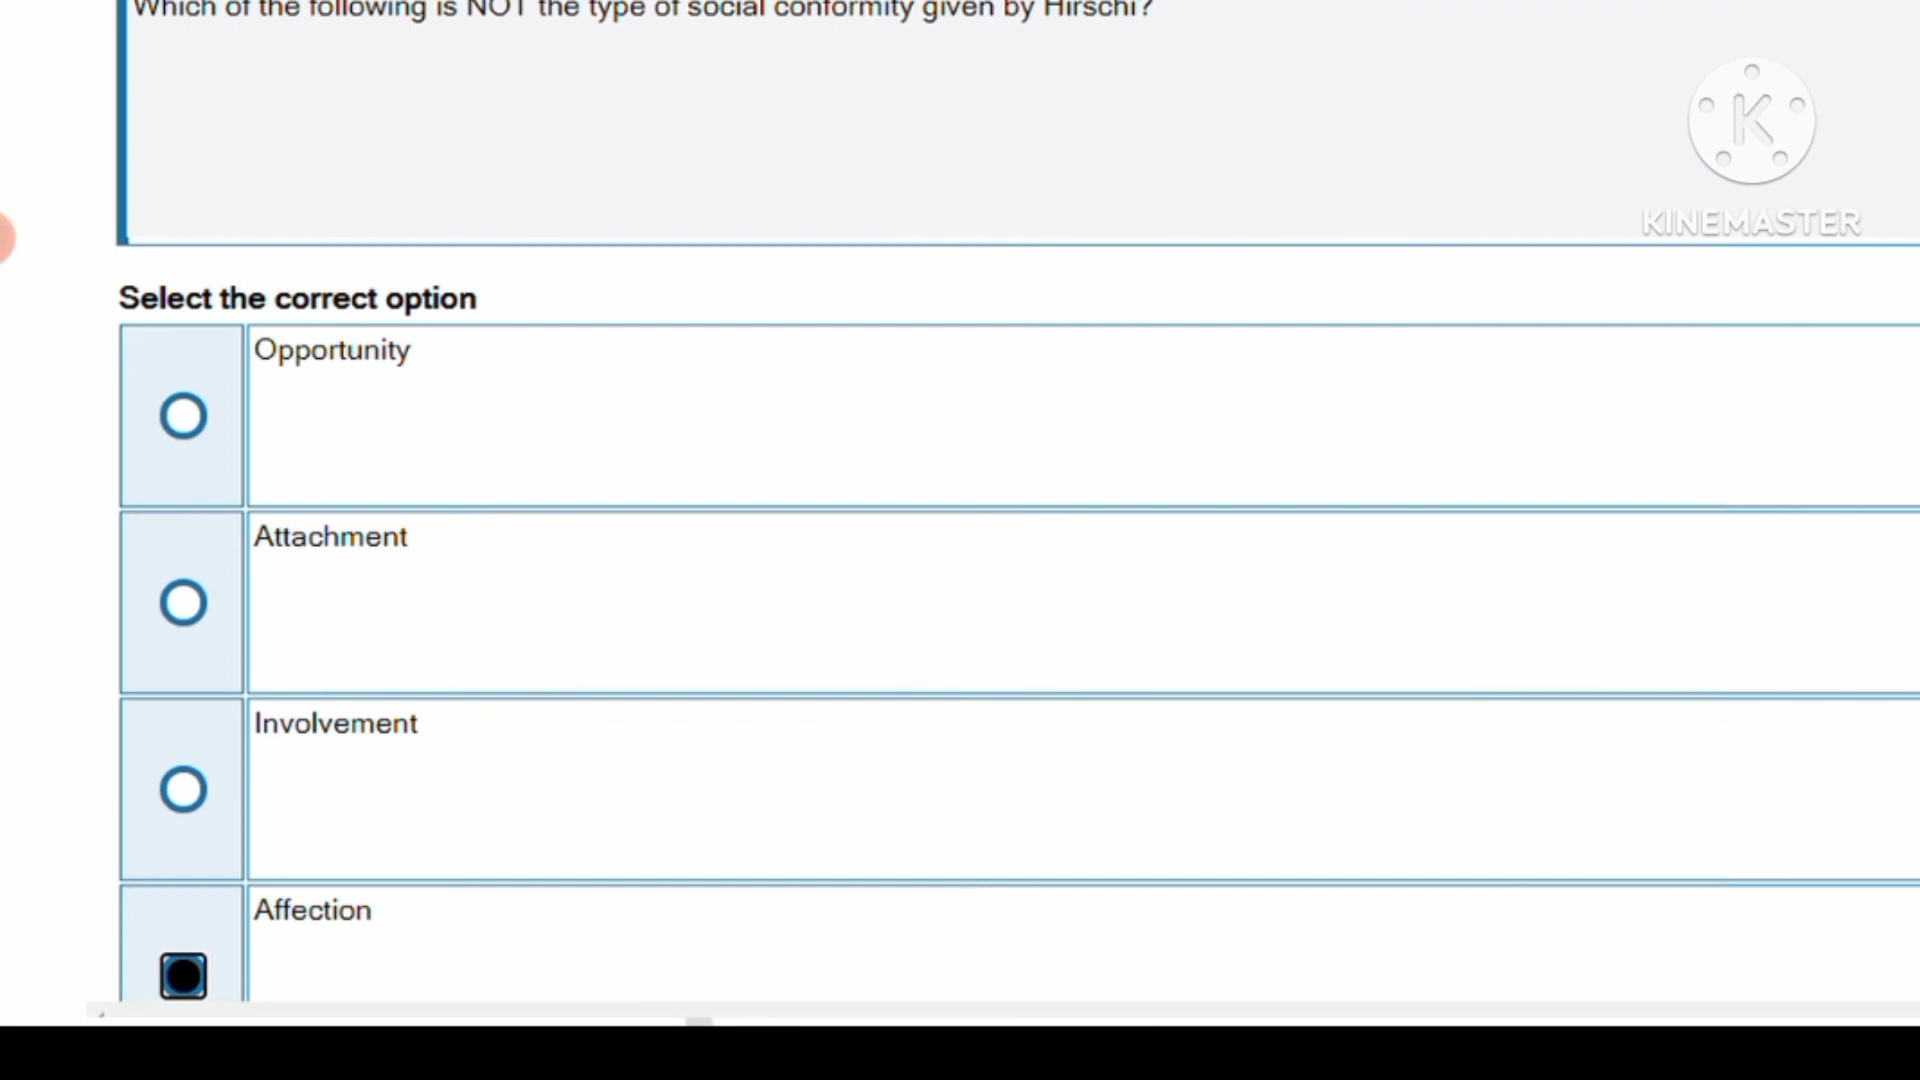 Which of the following is NOT the type of social conformity given by Hirschi?
K
KINEMASTER
Select the correct option
Opportunity
Attachment
Involvement
Affection